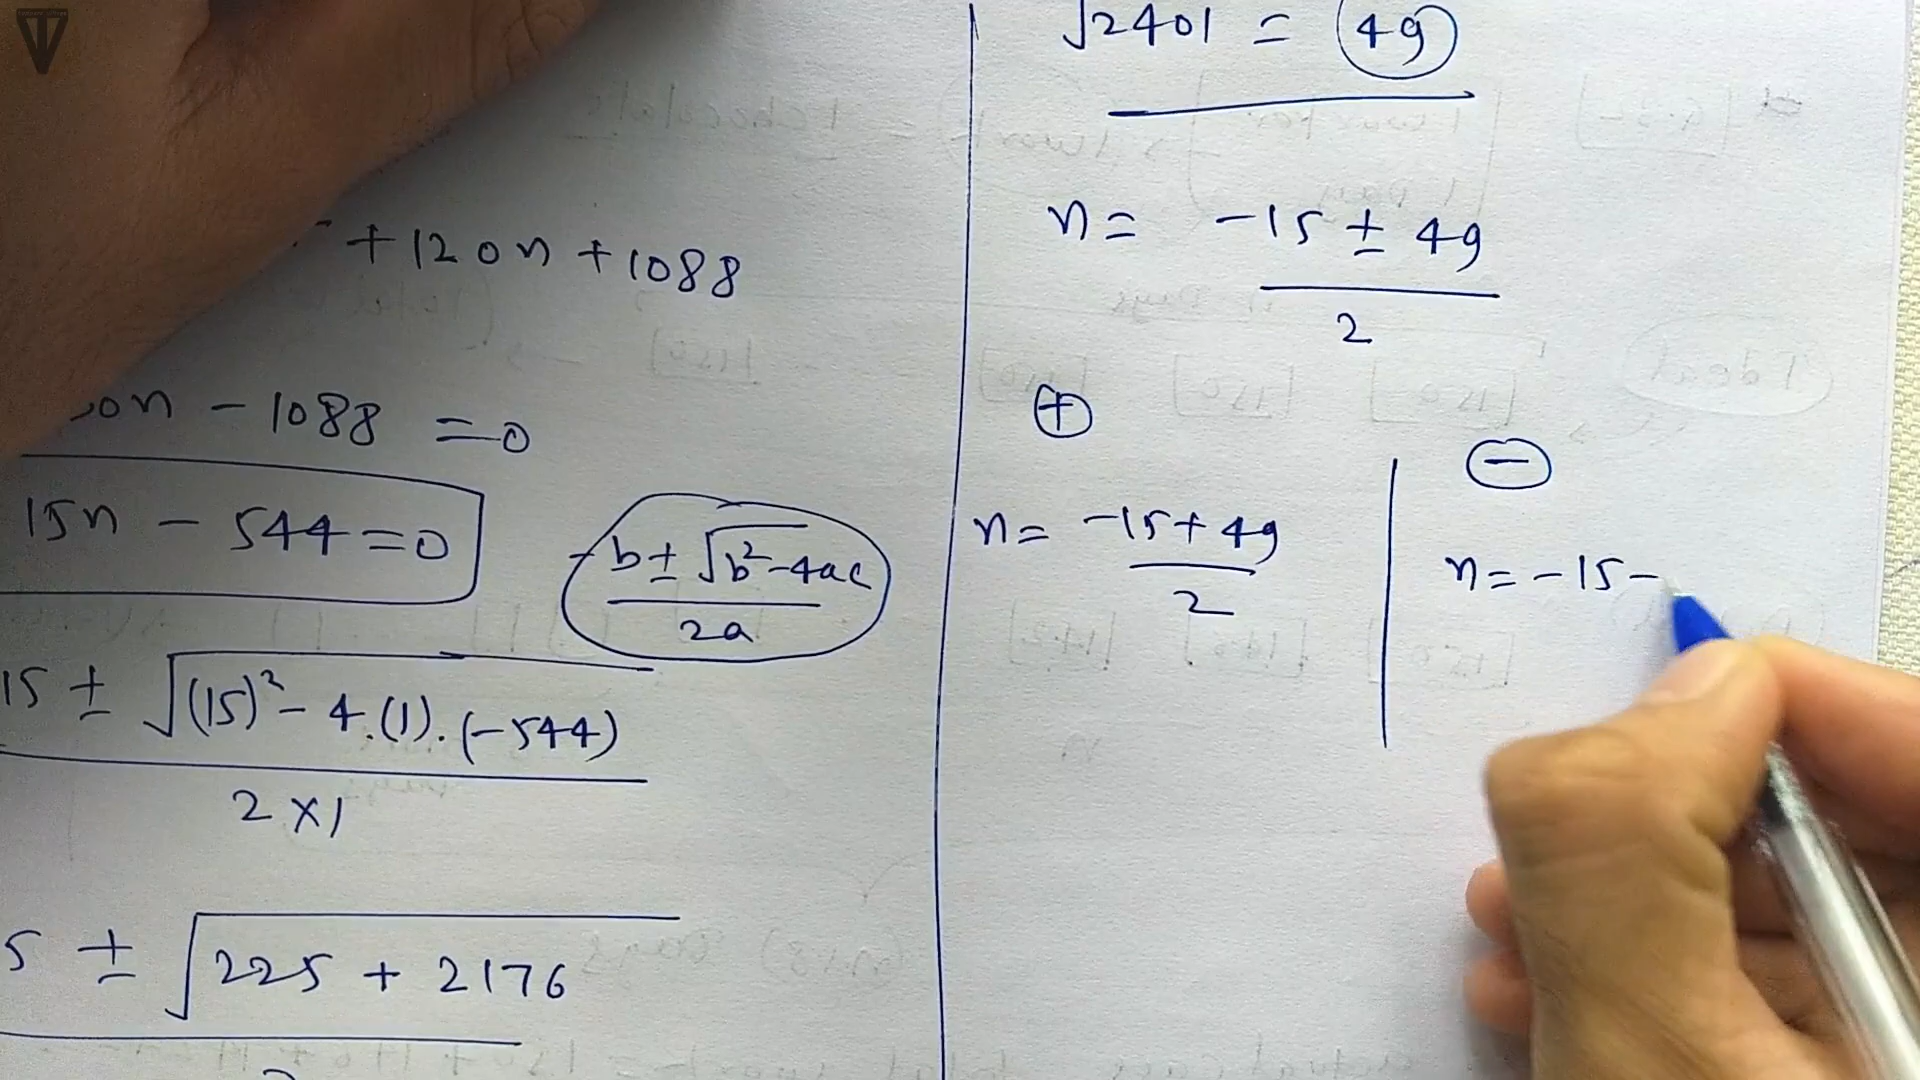 +120n +1088
0n - 1088 = 0
15n - 544 = 0
-b ± √b² - 4ac
2a
15 ± √(15)² - 4.(1).(-544)
2 × 1
5 ± √225 + 2176
√2401 = 49
n = -15 ± 49
2
+
n = -15 + 49
2
-
n = -15 -